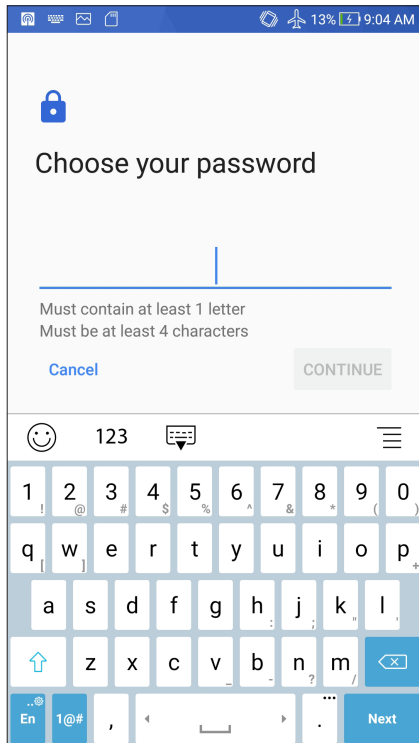 13% 9:04 AM
Choose your password
Must contain at least 1 letter
Must be at least 4 characters
Cancel CONTINUE
123
1 ! 2 @ 3 # 4 $ 5 % 6 ^ 7 & 8 * 9 ( 0 )
q [ w ] e r t y u i o p +
a s d f g h : j ; k " l '
z x c v _ b - n ? m /
En 1@# , . ... Next